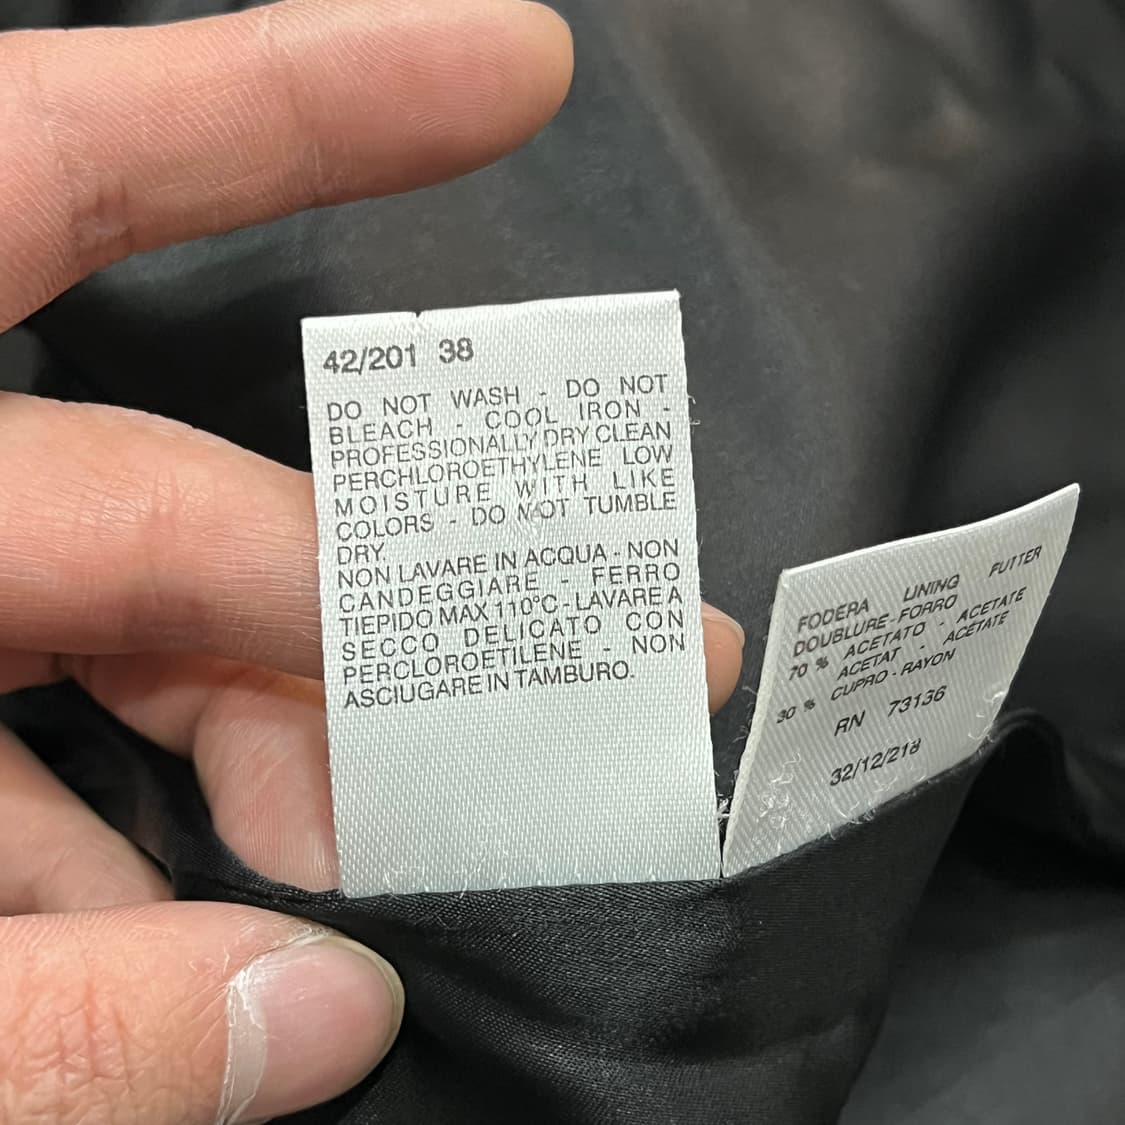 42/201 38
DO NOT WASH - DO NOT
BLEACH - COOL IRON -
PROFESSIONALLY DRY CLEAN
PERCHLOROETHYLENE LOW
MOISTURE WITH LIKE
COLORS - DO NOT TUMBLE
DRY.
NON LAVARE IN ACQUA - NON
CANDEGGIARE - FERRO
TIEPIDO MAX 110°C - LAVARE A
SECCO DELICATO CON
PERCLOROETILENE - NON
ASCIUGARE IN TAMBURO.
FODERA LINING FUTTER
DOUBLURE-FORRO
70 % ACETATO - ACETATE
ACETAT - ACÉTATE
30 % CUPRO - RAYON
RN 73136
32/12/218